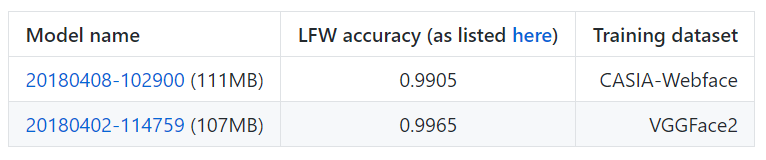 Model name LFW accuracy (as listed here) Training dataset
20180408-102900 (111MB) 0.9905 CASIA-Webface
20180402-114759 (107MB) 0.9965 VGGFace2